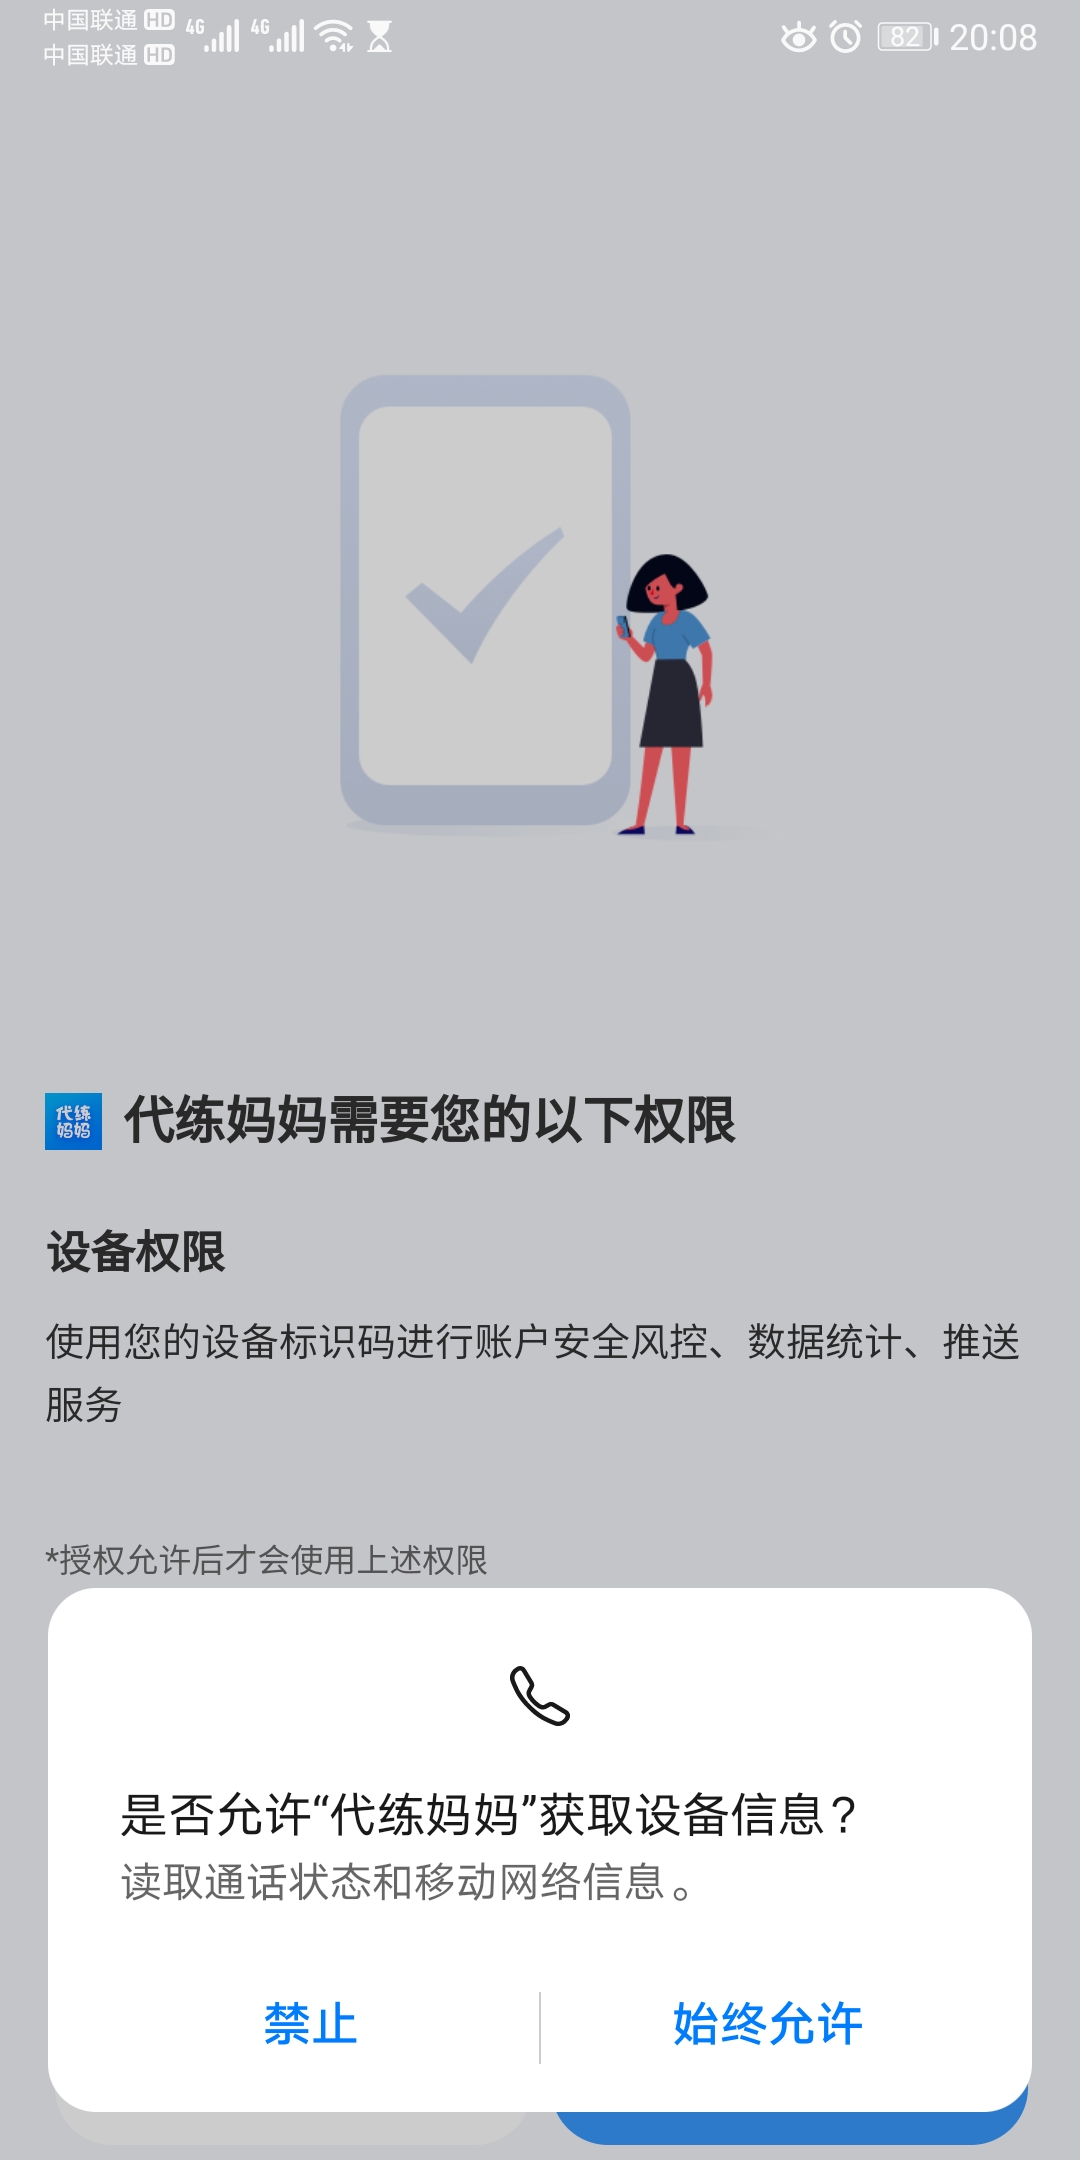 中国联通 HD 4G 4G
中国联通 HD
82 20:08
代练
妈妈
代练妈妈需要您的以下权限
设备权限
使用您的设备标识码进行账户安全风控、数据统计、推送
服务
*授权允许后才会使用上述权限
是否允许“代练妈妈”获取设备信息?
读取通话状态和移动网络信息。
禁止
始终允许